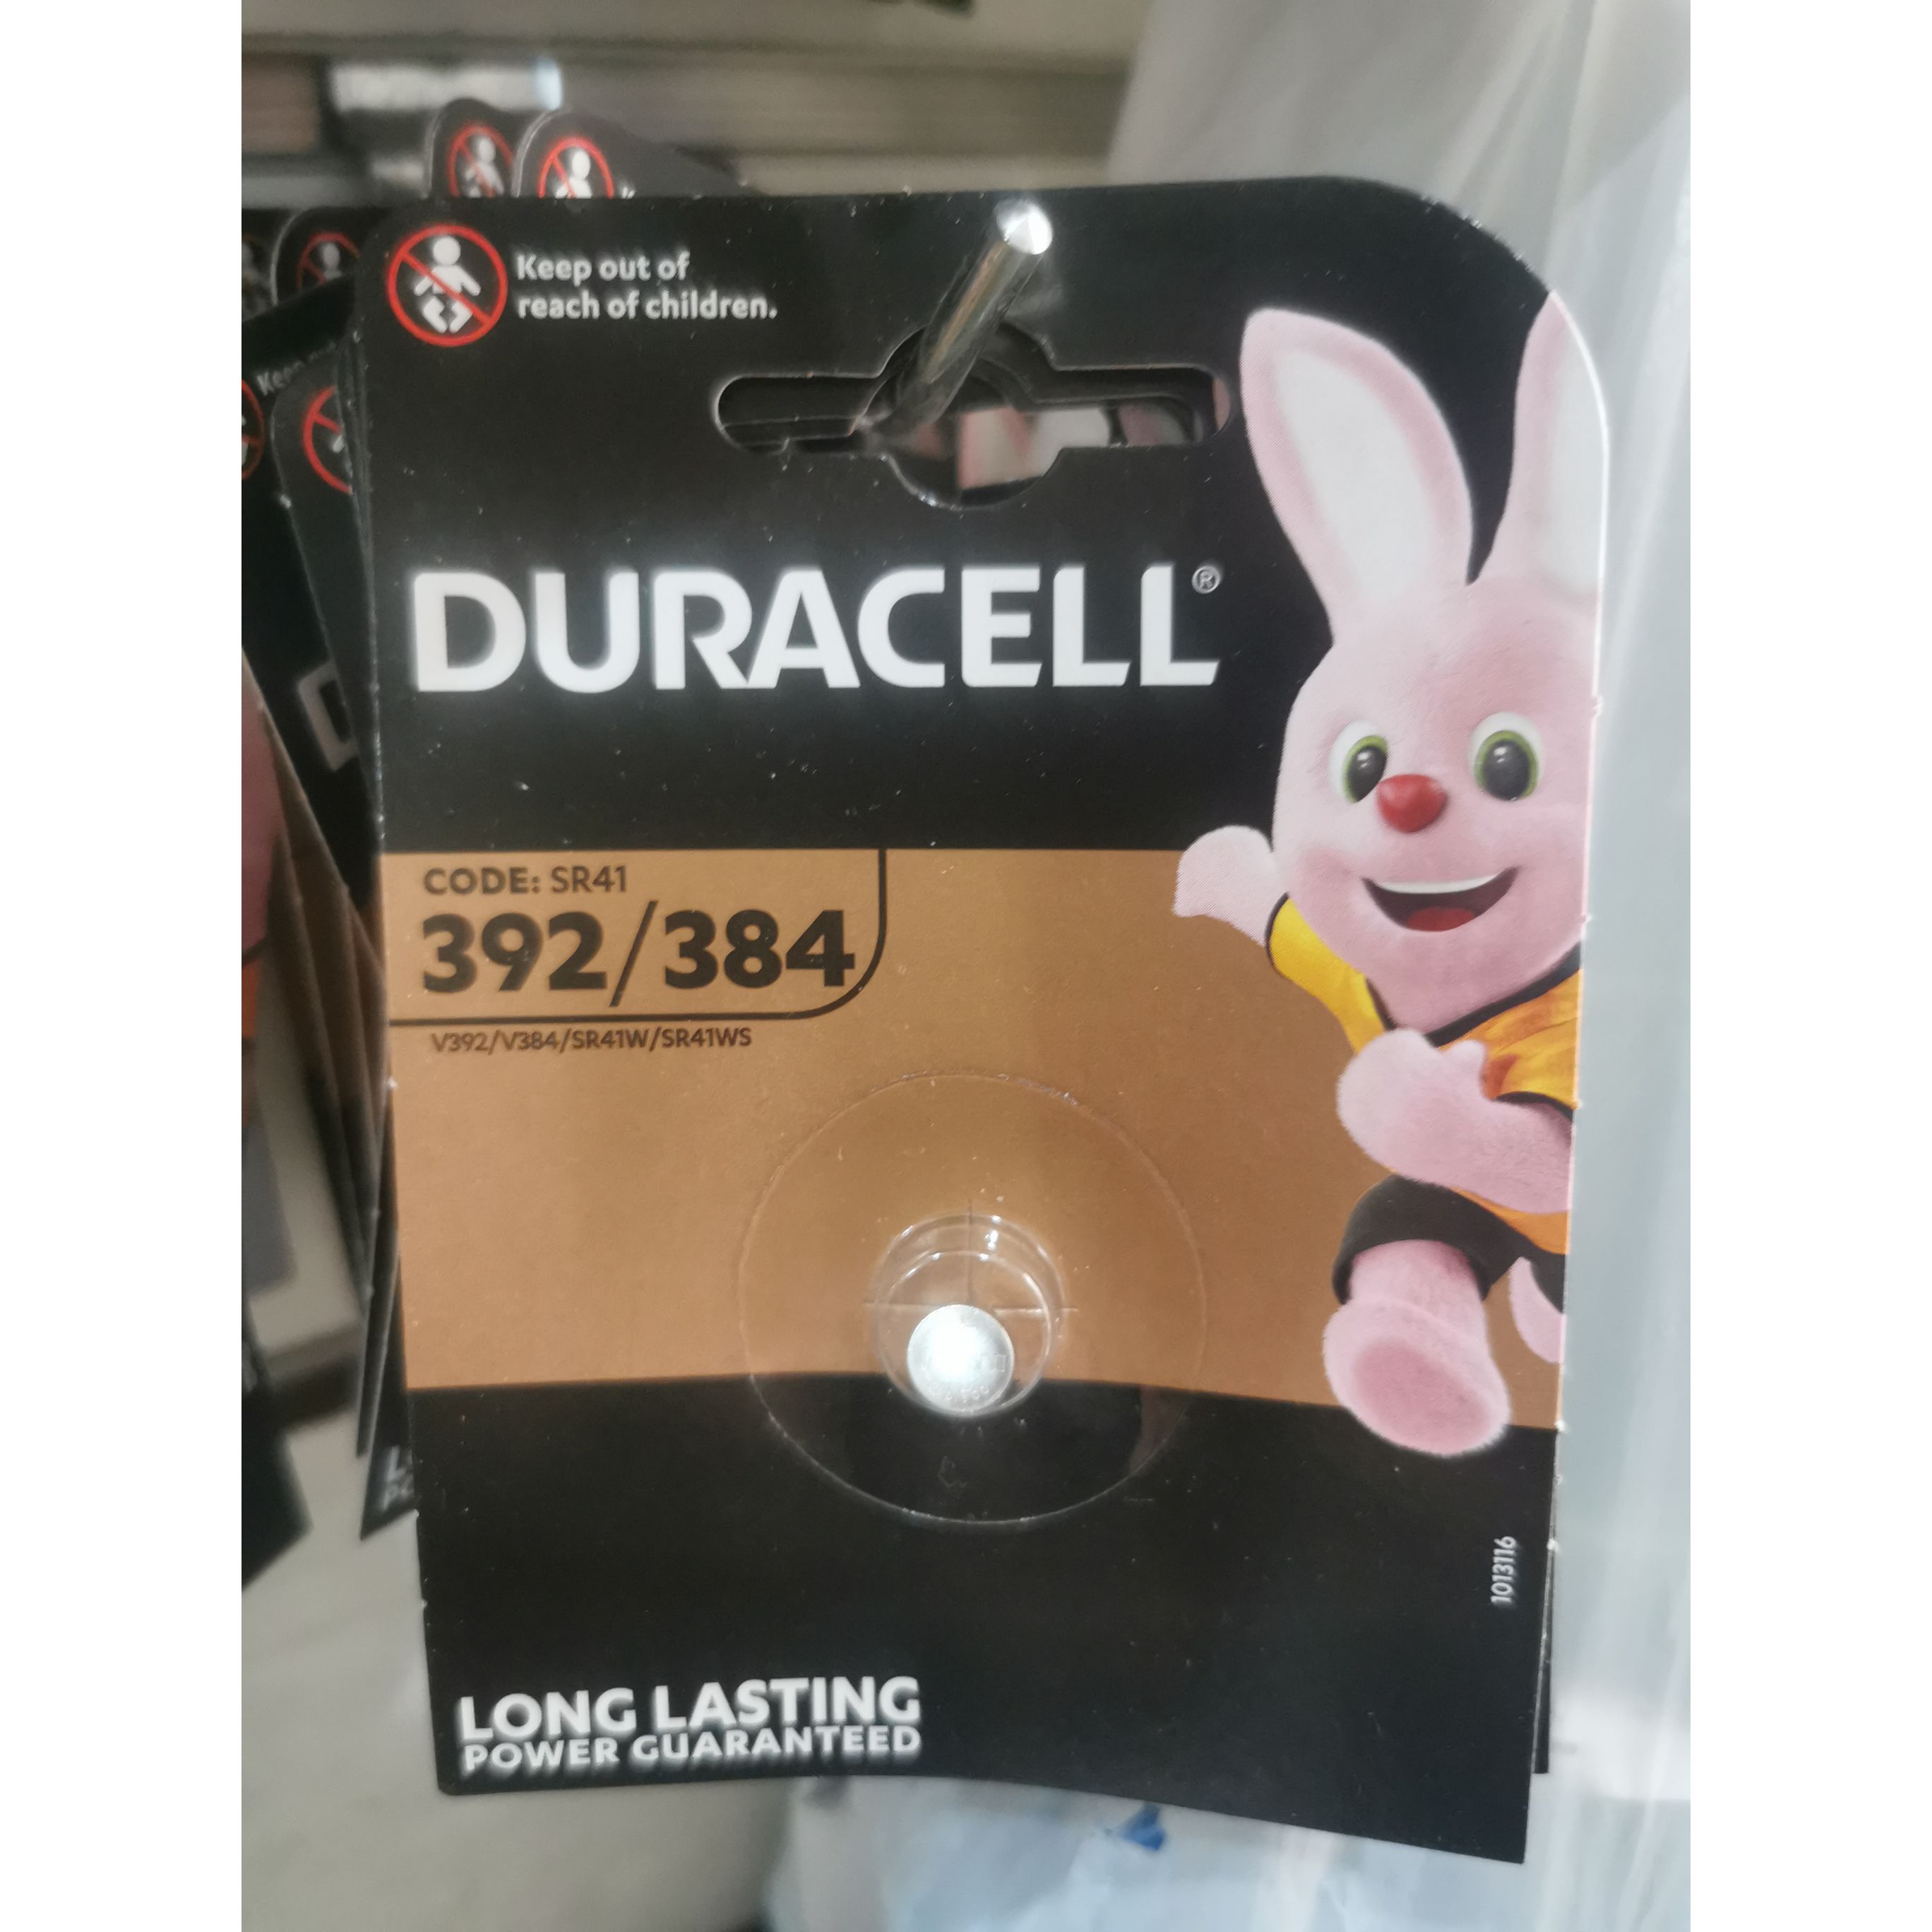 Keep out of
reach of children.
DURACELL®
CODE: SR41
392/384
V392/V384/SR41W/SR41WS
1013116
LONG LASTING
POWER GUARANTEED